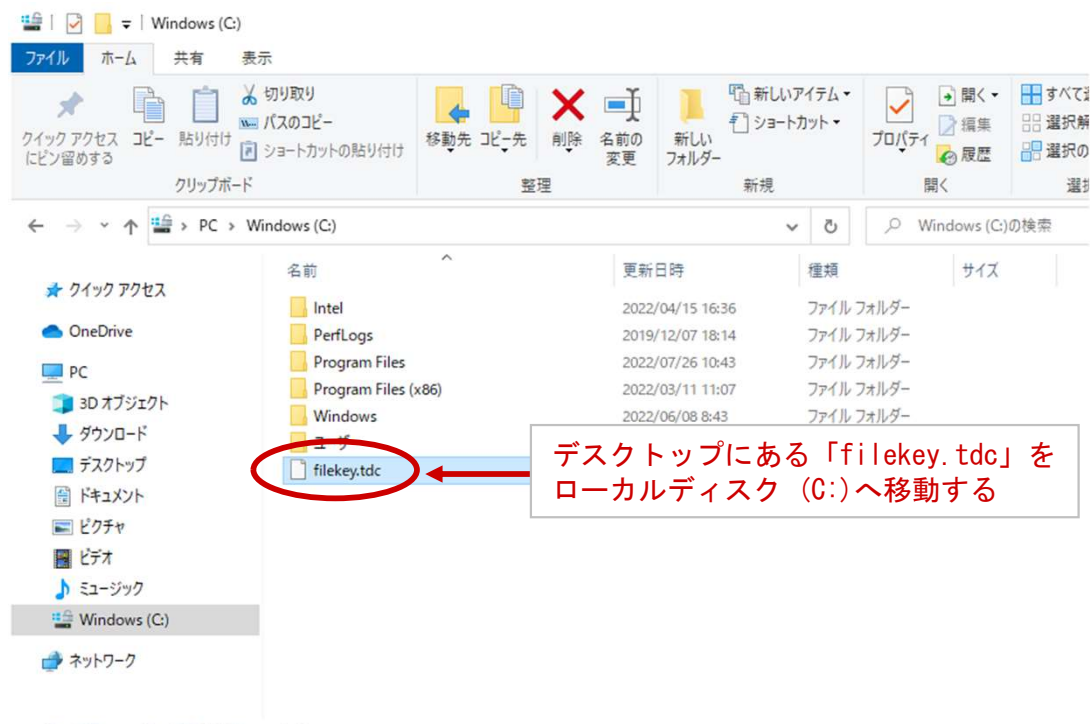 Windows (C:)
ファイル ホーム 共有 表示
クイック アクセス
にピン留めする
コピー
貼り付け
切り取り
パスのコピー
ショートカットの貼り付け
クリップボード
移動先
コピー先
削除
名前の
変更
整理
新しい
フォルダー
新しいアイテム
ショートカット
新規
プロパティ
開く
編集
履歴
開く
すべて
選択
選択の
PC › Windows (C:)
Windows (C:)の検索
名前 更新日時 種類 サイズ
クイック アクセス
OneDrive
PC
3D オブジェクト
ダウンロード
デスクトップ
ドキュメント
ピクチャ
ビデオ
ミュージック
Windows (C:)
ネットワーク
Intel 2022/04/15 16:36 ファイル フォルダー
PerfLogs 2019/12/07 18:14 ファイル フォルダー
Program Files 2022/07/26 10:43 ファイル フォルダー
Program Files (x86) 2022/03/11 11:07 ファイル フォルダー
Windows 2022/06/08 8:43 ファイル フォルダー
filekey.tdc
デスクトップにある「filekey.tdc」を
ローカルディスク (C:)へ移動する